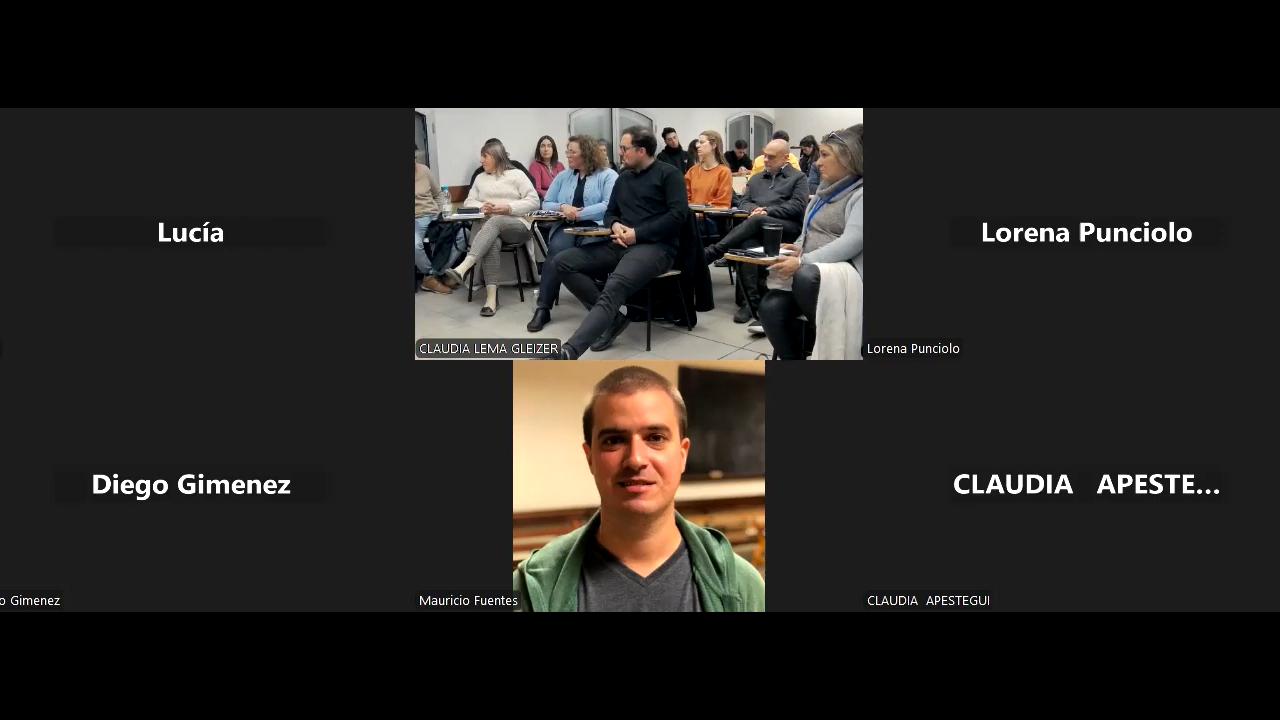 Lucía
CLAUDIA LEMA GLEIZER
Lorena Punciolo
Lorena Punciolo
Diego Gimenez
o Gimenez
Mauricio Fuentes
CLAUDIA APESTE...
CLAUDIA APESTEGUI